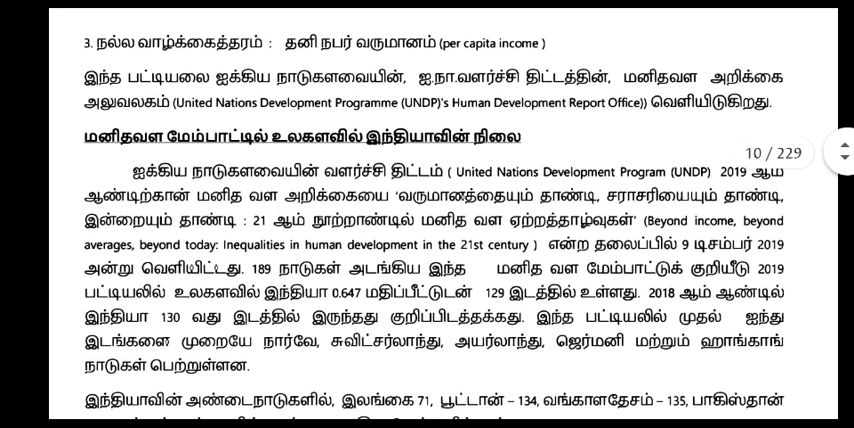 3. நல்ல வாழ்க்கைத்தரம் : தனி நபர் வருமானம் (per capita income )
இந்த பட்டியலை ஐக்கிய நாடுகளவையின், ஐ.நா.வளர்ச்சி திட்டத்தின், மனிதவள அறிக்கை
அலுவலகம் (United Nations Development Programme (UNDP)'s Human Development Report Office)) வெளியிடுகிறது.
மனிதவள மேம்பாட்டில் உலகளவில் இந்தியாவின் நிலை
10 / 229
ஐக்கிய நாடுகளவையின் வளர்ச்சி திட்டம் ( United Nations Development Program (UNDP) 2019 ஆம்
ஆண்டிற்கான் மனித வள அறிக்கையை ‘வருமானத்தையும் தாண்டி, சராசரியையும் தாண்டி,
இன்றையும் தாண்டி : 21 ஆம் நூற்றாண்டில் மனித வள ஏற்றத்தாழ்வுகள்’ (Beyond income, beyond
averages, beyond today: Inequalities in human development in the 21st century ) என்ற தலைப்பில் 9 டிசம்பர் 2019
அன்று வெளியிட்டது. 189 நாடுகள் அடங்கிய இந்த மனித வள மேம்பாட்டுக் குறியீடு 2019
பட்டியலில் உலகளவில் இந்தியா 0.647 மதிப்பீட்டுடன் 129 இடத்தில் உள்ளது. 2018 ஆம் ஆண்டில்
இந்தியா 130 வது இடத்தில் இருந்தது குறிப்பிடத்தக்கது. இந்த பட்டியலில் முதல் ஐந்து
இடங்களை முறையே நார்வே, சுவிட்சர்லாந்து, அயர்லாந்து, ஜெர்மனி மற்றும் ஹாங்காங்
நாடுகள் பெற்றுள்ளன.
இந்தியாவின் அண்டைநாடுகளில், இலங்கை 71, பூட்டான் – 134, வங்காளதேசம் – 135, பாகிஸ்தான்